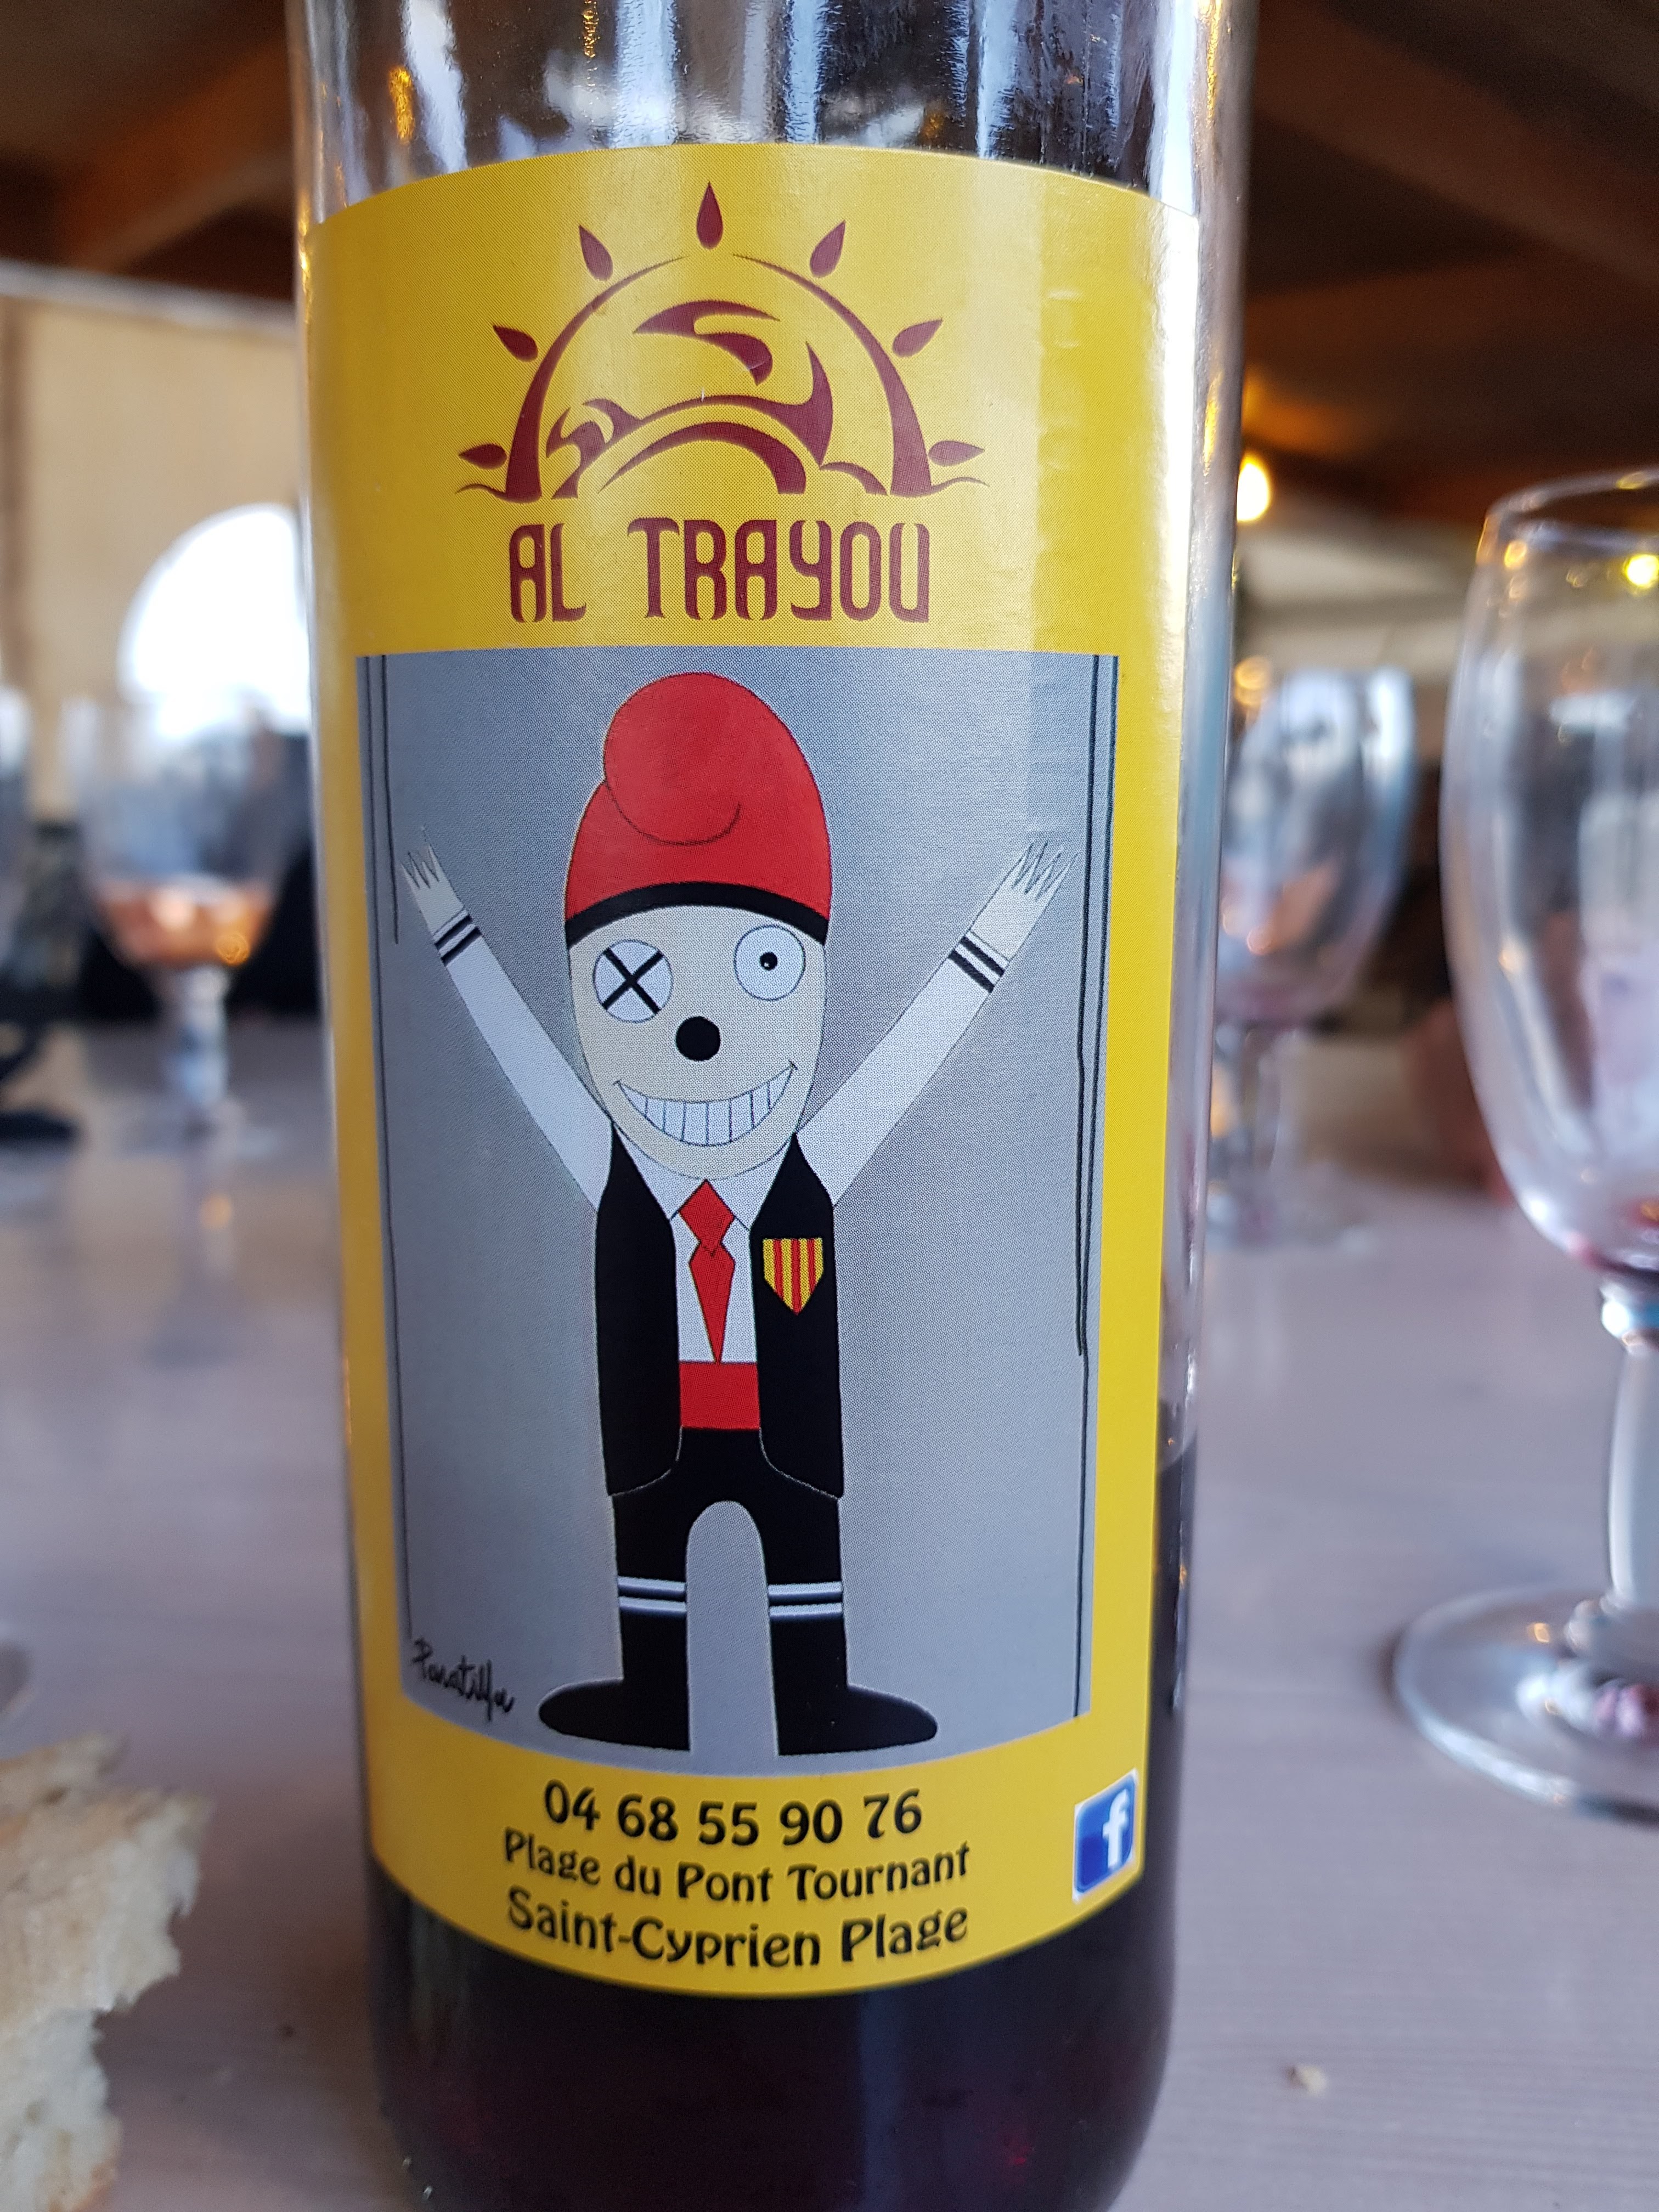 AL TRAYOU
04 68 55 90 76
Plage du Pont Tournant
Saint-Cyprien Plage
f